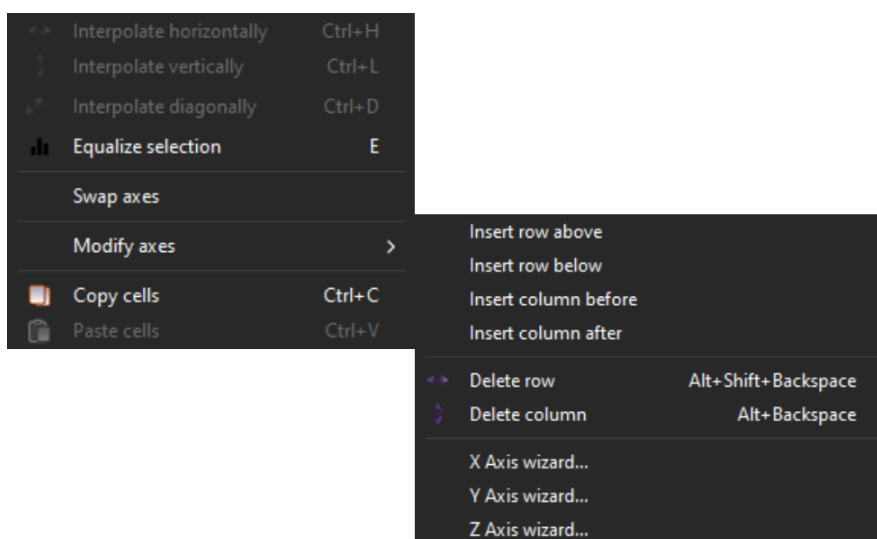 Interpolate horizontally Ctrl+H
Interpolate vertically Ctrl+L
Interpolate diagonally Ctrl+D
Equalize selection E
Swap axes
Modify axes >
Copy cells Ctrl+C
Paste cells Ctrl+V
Insert row above
Insert row below
Insert column before
Insert column after
Delete row Alt+Shift+Backspace
Delete column Alt+Backspace
X Axis wizard...
Y Axis wizard...
Z Axis wizard...